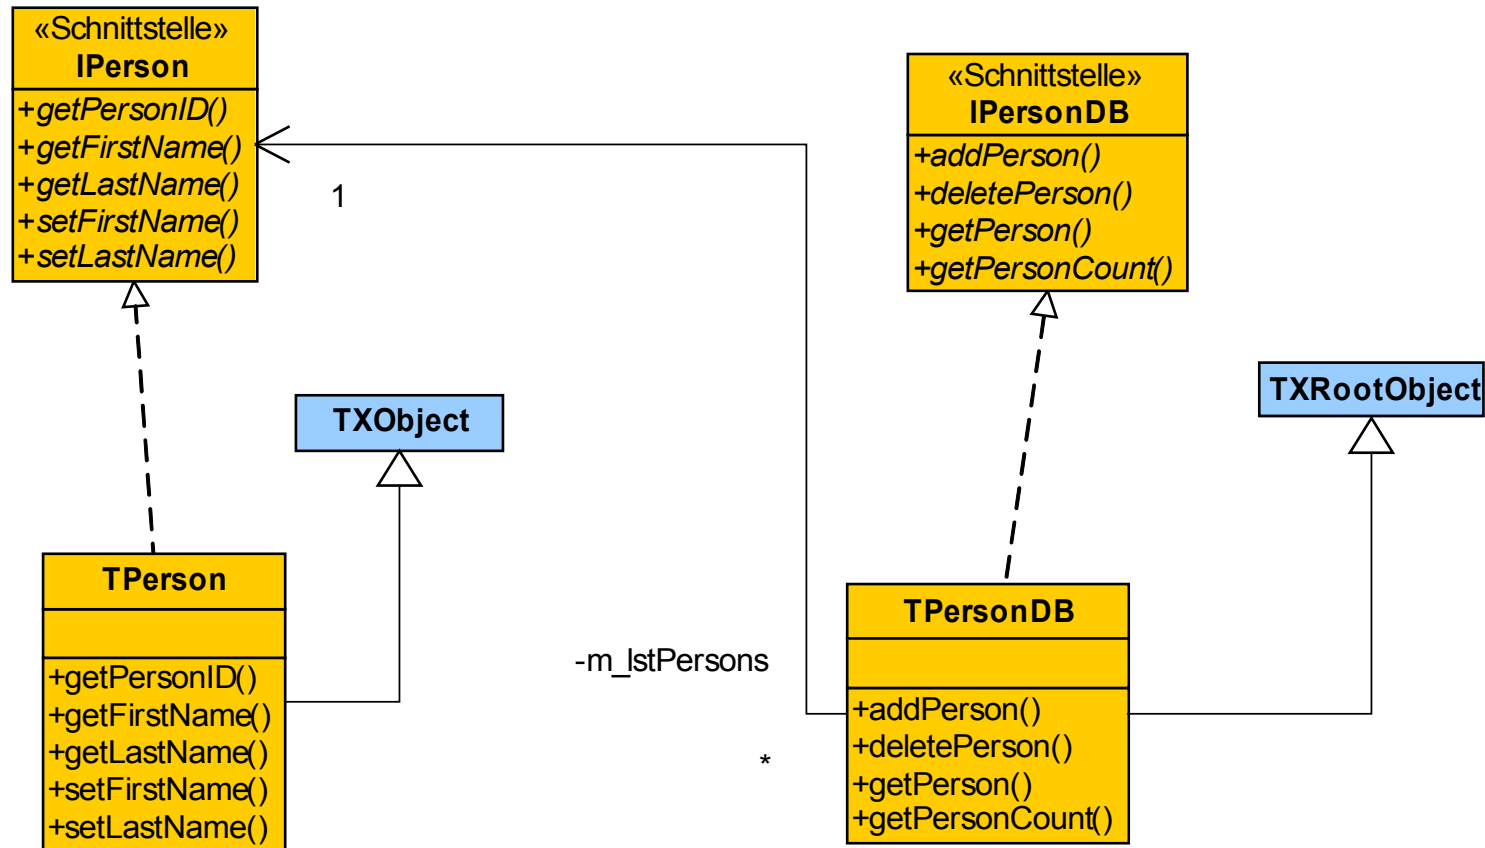 «Schnittstelle»
IPerson
+getPersonID()
+getFirstName()
+getLastName()
+setFirstName()
+setLastName()
1
«Schnittstelle»
IPersonDB
+addPerson()
+deletePerson()
+getPerson()
+getPersonCount()
TXObject
TXRootObject
TPerson
+getPersonID()
+getFirstName()
+getLastName()
+setFirstName()
+setLastName()
-m_lstPersons
*
TPersonDB
+addPerson()
+deletePerson()
+getPerson()
+getPersonCount()